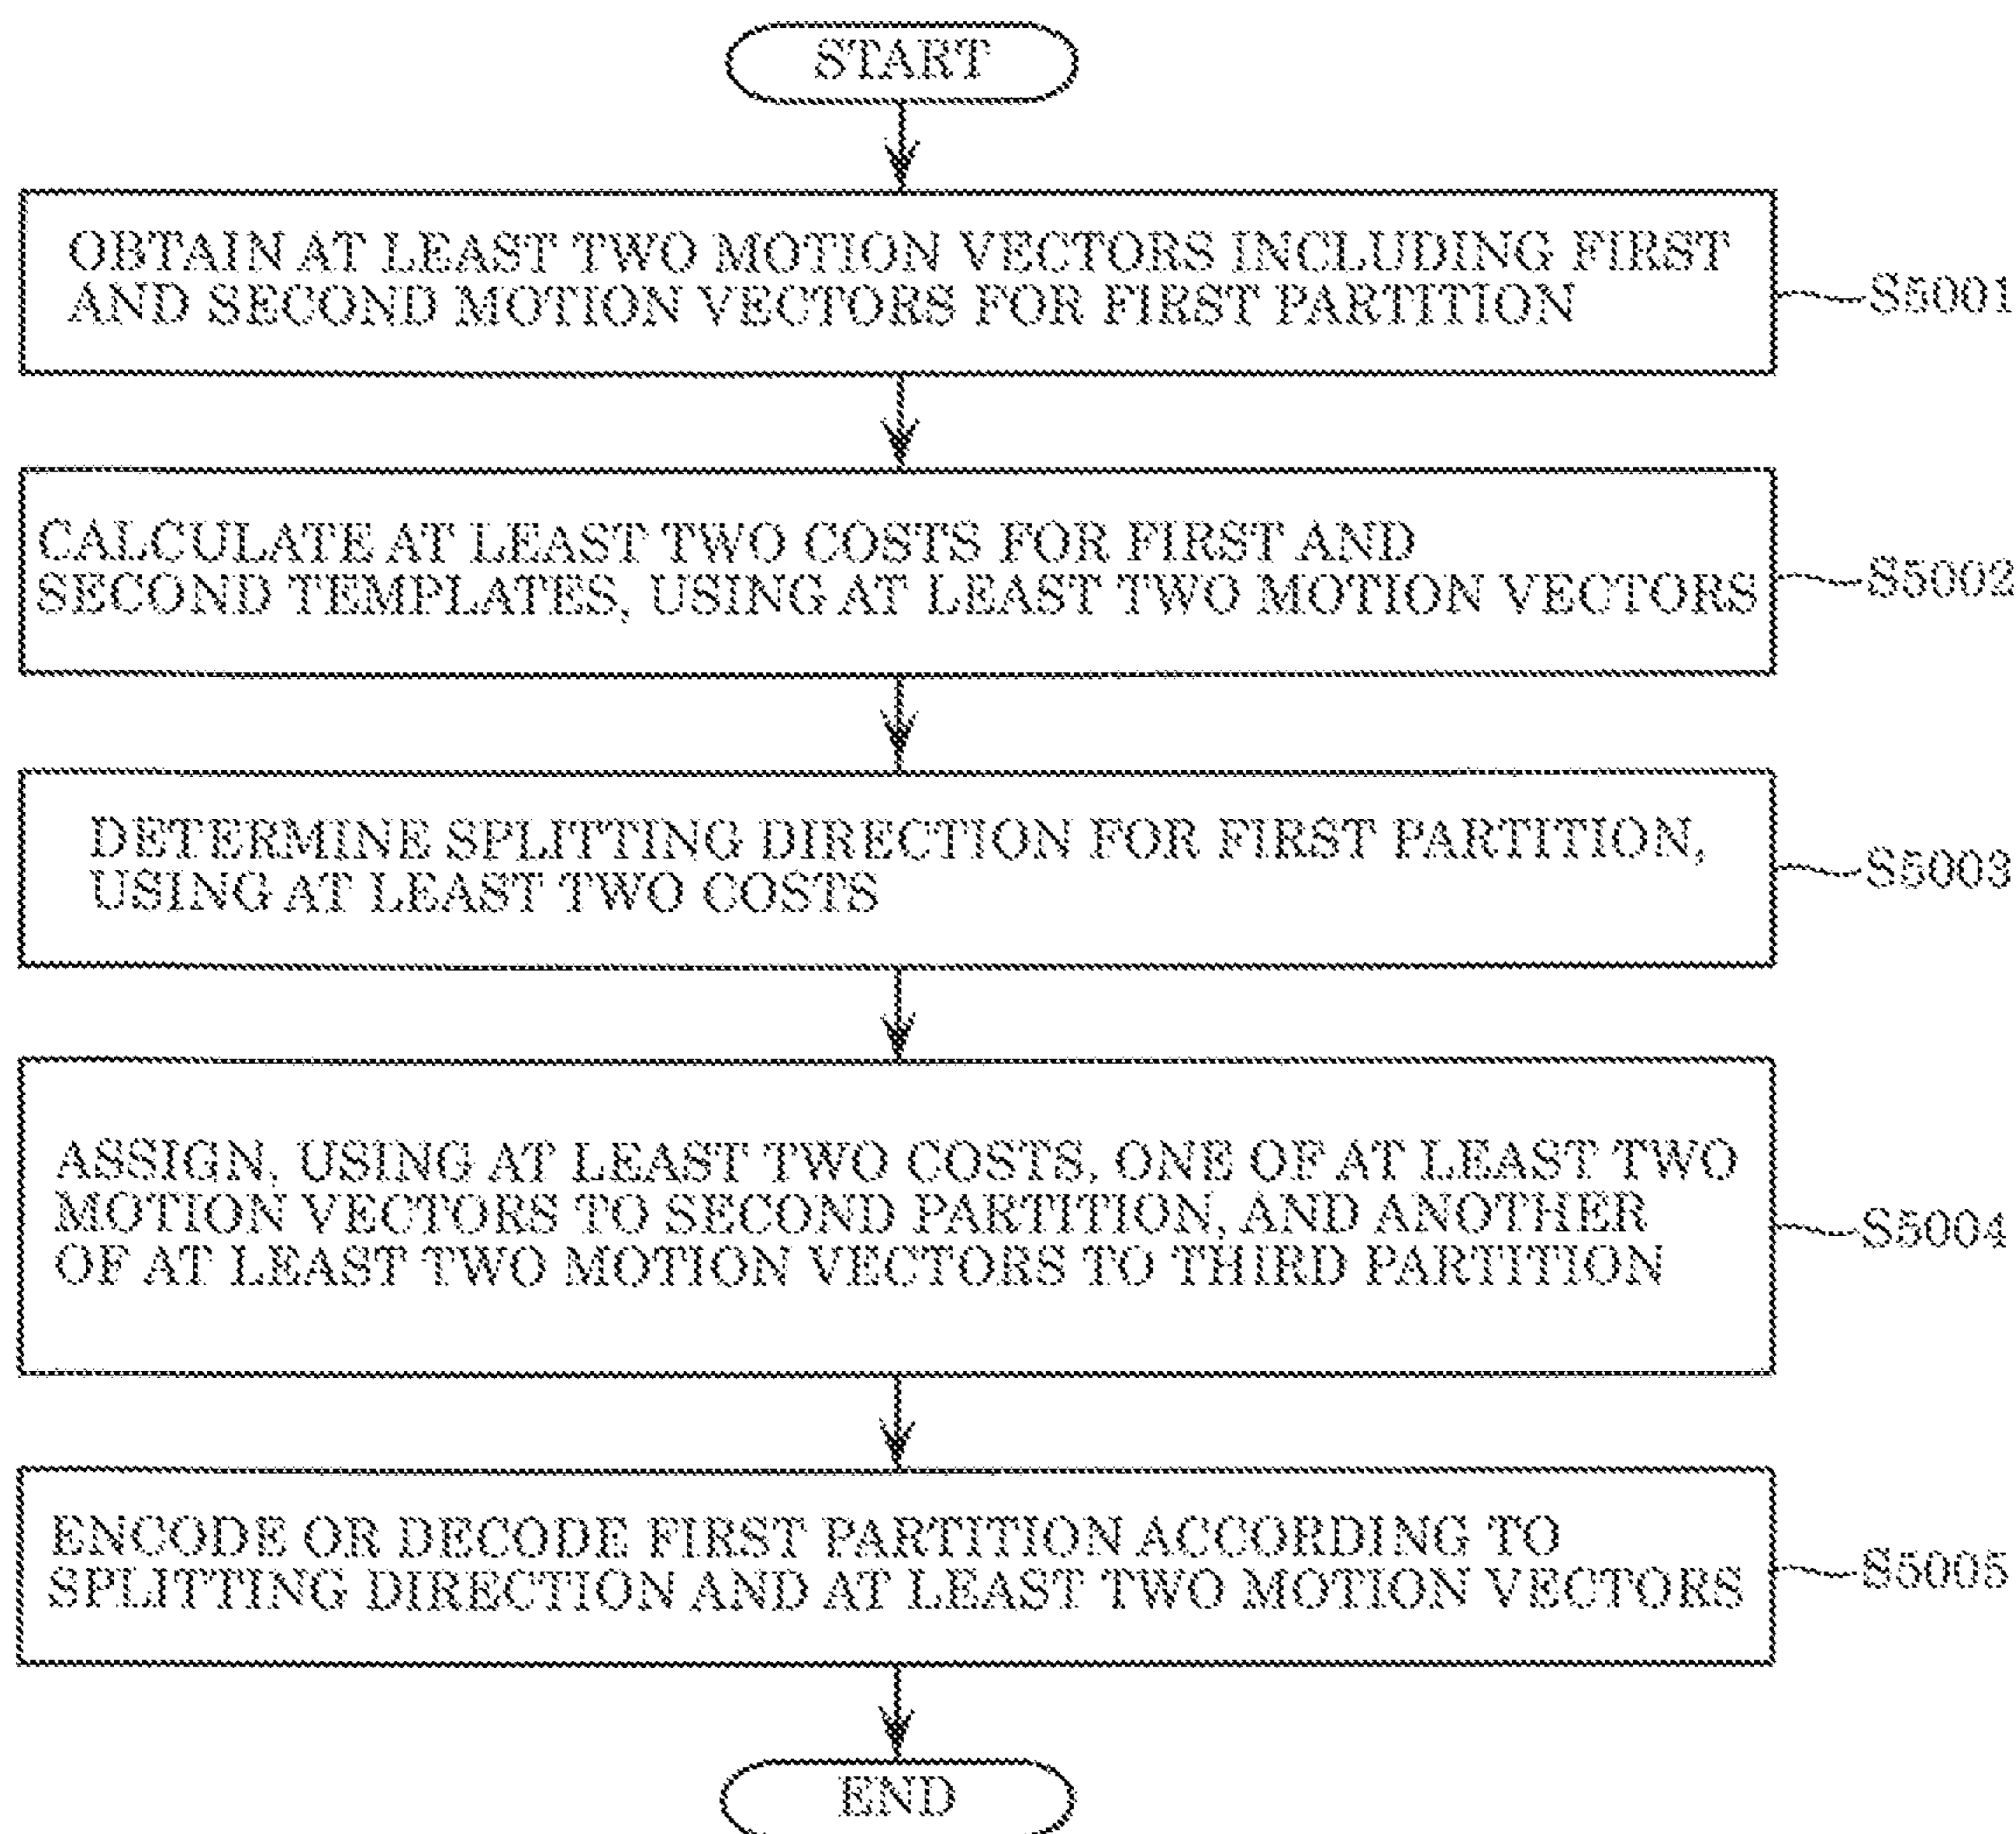 START
OBTAIN AT LEAST TWO MOTION VECTORS INCLUDING FIRST
AND SECOND MOTION VECTORS FOR FIRST PARTITION
S5001
CALCULATE AT LEAST TWO COSTS FOR FIRST AND
SECOND TEMPLATES, USING AT LEAST TWO MOTION VECTORS
S5002
DETERMINE SPLITTING DIRECTION FOR FIRST PARTITION,
USING AT LEAST TWO COSTS
S5003
ASSIGN, USING AT LEAST TWO COSTS, ONE OF AT LEAST TWO
MOTION VECTORS TO SECOND PARTITION, AND ANOTHER
OF AT LEAST TWO MOTION VECTORS TO THIRD PARTITION
S5004
ENCODE OR DECODE FIRST PARTITION ACCORDING TO
SPLITTING DIRECTION AND AT LEAST TWO MOTION VECTORS
S5005
END